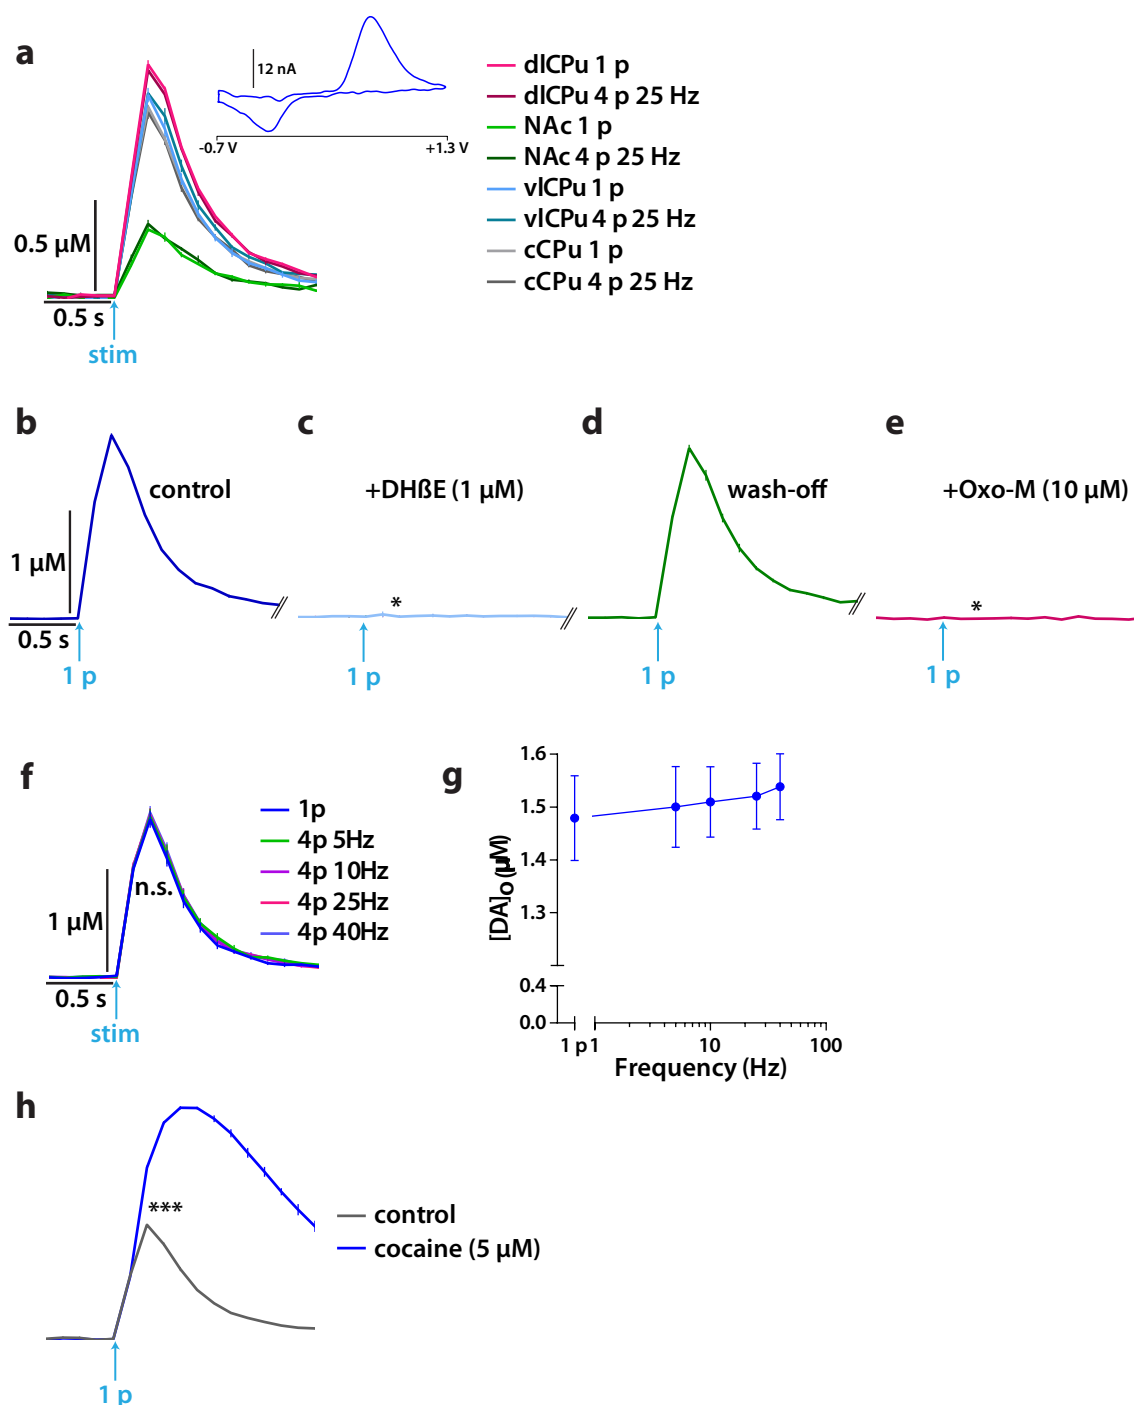 a
12 nA
-0.7 V
+1.3 V
0.5 µM
0.5 s
stim
dlCPu 1 p
dlCPu 4 p 25 Hz
NAc 1 p
NAc 4 p 25 Hz
vlCPu 1 p
vlCPu 4 p 25 Hz
cCPu 1 p
cCPu 4 p 25 Hz
b
control
1 µM
0.5 s
1 p
c
+DHßE (1 µM)
*
1 p
d
wash-off
1 p
e
+Oxo-M (10 µM)
*
1 p
f
n.s.
1 µM
0.5 s
stim
1p
4p 5Hz
4p 10Hz
4p 25Hz
4p 40Hz
g
[DA]o (µM)
1.6
1.5
1.4
1.3
0.4
0.0
1 p 1 10 100
Frequency (Hz)
h
***
control
cocaine (5 µM)
1 p